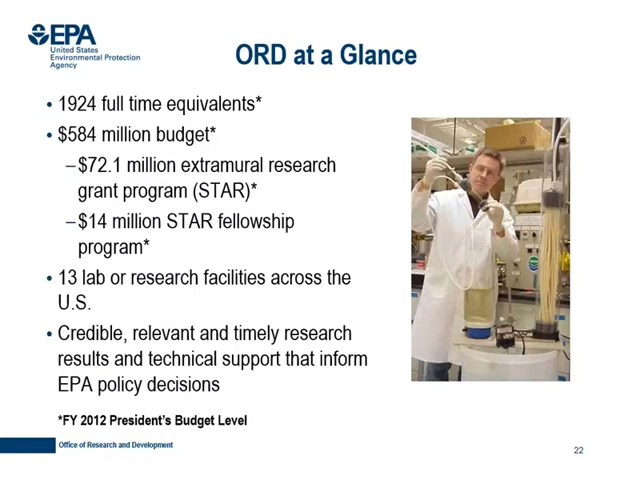 EPA
United States
Environmental Protection
Agency
ORD at a Glance
• 1924 full time equivalents*
• $584 million budget*
–$72.1 million extramural research
grant program (STAR)*
–$14 million STAR fellowship
program*
• 13 lab or research facilities across the
U.S.
• Credible, relevant and timely research
results and technical support that inform
EPA policy decisions
*FY 2012 President's Budget Level
Office of Research and Development
22